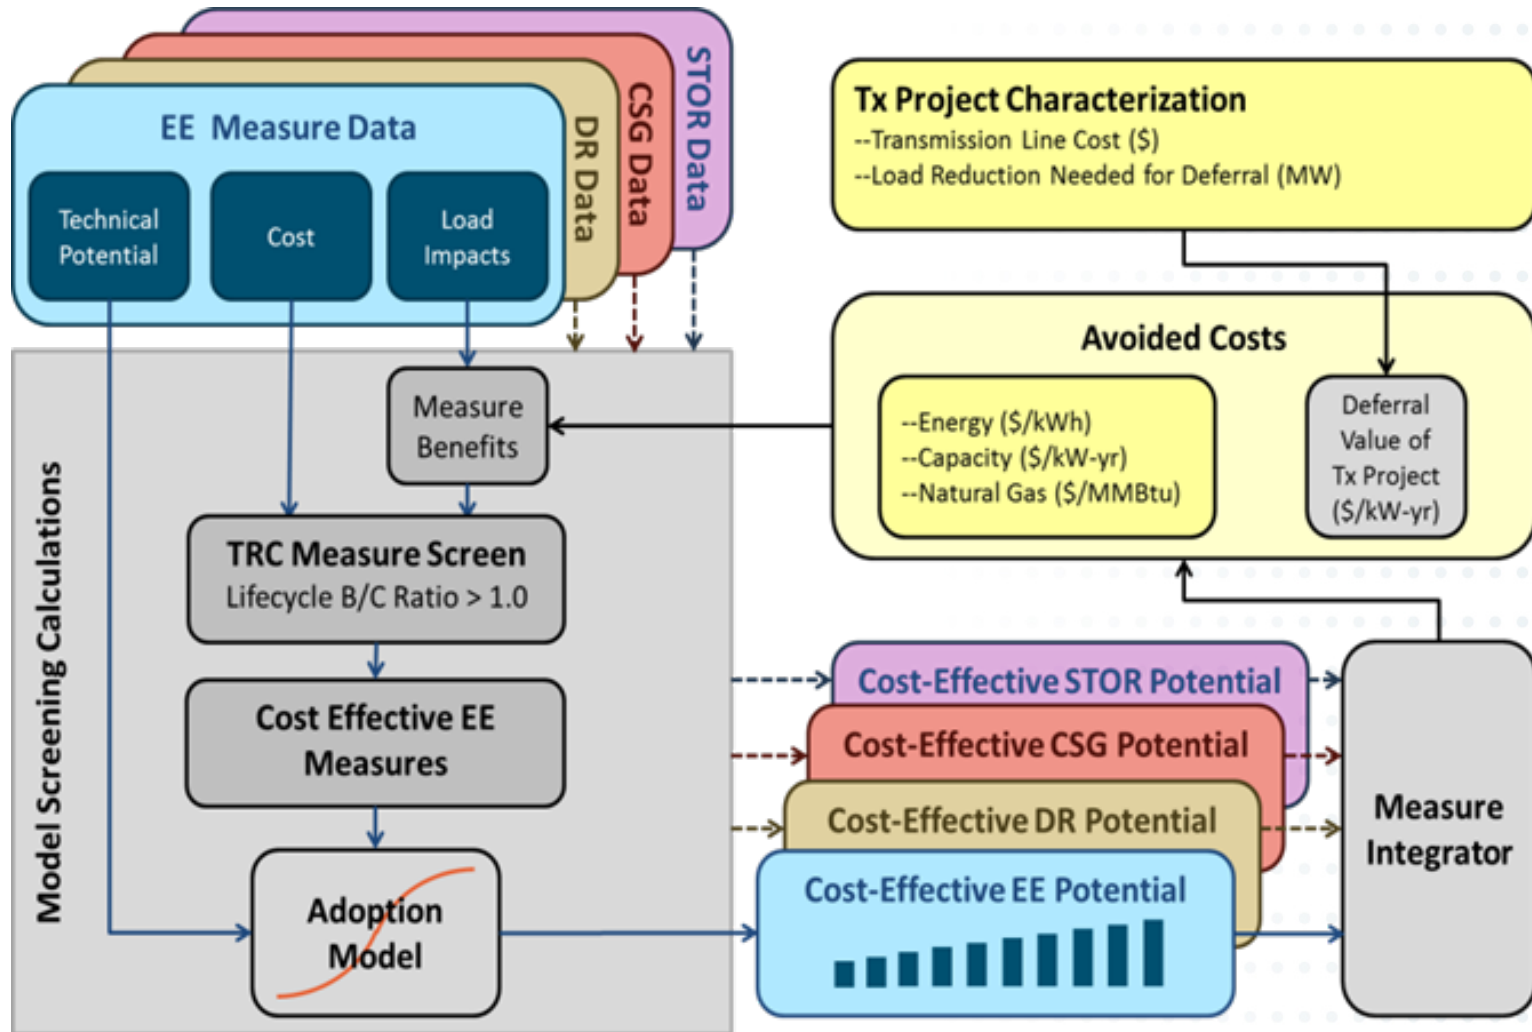 EE Measure Data
Technical
Potential
Cost
Load
Impacts
DR Data
CSG Data
STOR Data
Tx Project Characterization
--Transmission Line Cost ($)
--Load Reduction Needed for Deferral (MW)
Avoided Costs
--Energy ($/kWh)
--Capacity ($/kW-yr)
--Natural Gas ($/MMBtu)
Deferral
Value of
Tx Project
($/kW-yr)
Model Screening Calculations
Measure
Benefits
TRC Measure Screen
Lifecycle B/C Ratio > 1.0
Cost Effective EE
Measures
Adoption
Model
Cost-Effective STOR Potential
Cost-Effective CSG Potential
Cost-Effective DR Potential
Cost-Effective EE Potential
Measure
Integrator